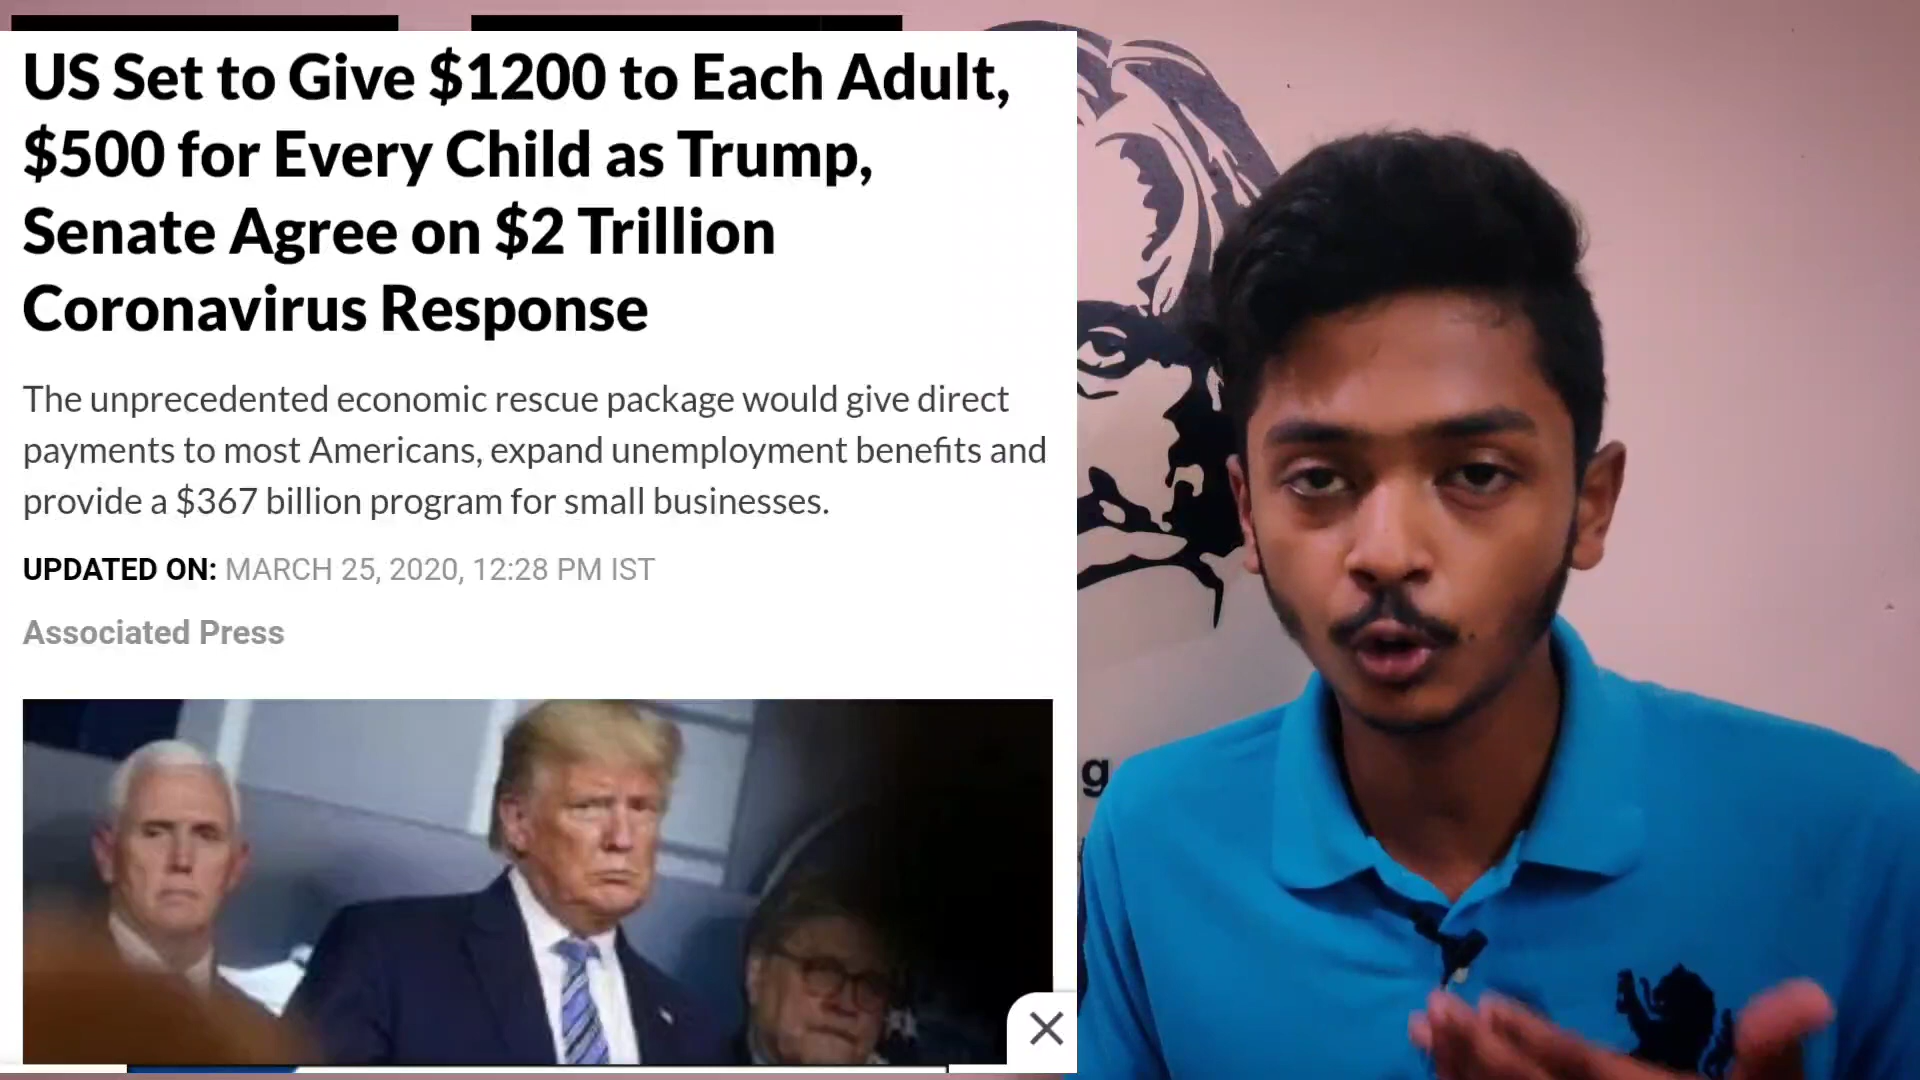 US Set to Give $1200 to Each Adult,
$500 for Every Child as Trump,
Senate Agree on $2 Trillion
Coronavirus Response
The unprecedented economic rescue package would give direct
payments to most Americans, expand unemployment benefits and
provide a $367 billion program for small businesses.
UPDATED ON: MARCH 25, 2020, 12:28 PM IST
Associated Press
g